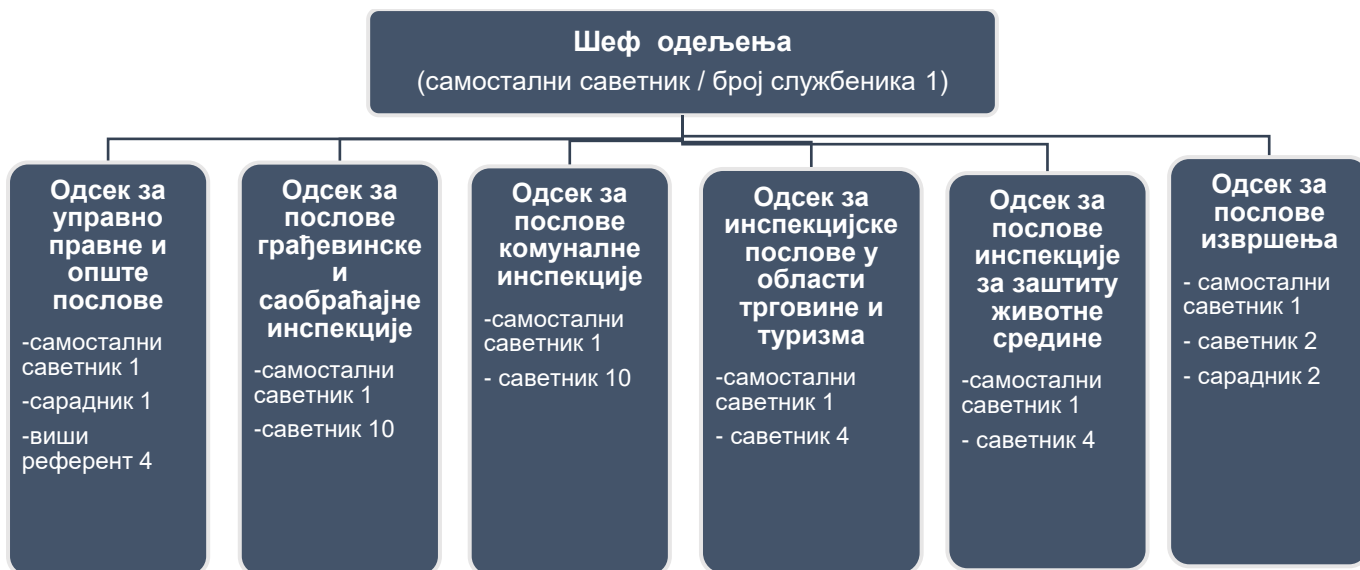 Шеф одељења
(самостални саветник / број службеника 1)
Одсек за
управно
правне и
опште
послове
-самостални
саветник 1
-сарадник 1
-виши
референт 4
Одсек за
послове
грађевинске
и
саобраћајне
инспекције
-самостални
саветник 1
-саветник 10
Одсек за
послове
комуналне
инспекције
-самостални
саветник 1
- саветник 10
Одсек за
инспекцијске
послове у
области
трговине и
туризма
-самостални
саветник 1
- саветник 4
Одсек за
послове
инспекције
за заштиту
животне
средине
-самостални
саветник 1
- саветник 4
Одсек за
послове
извршења
- самостални
саветник 1
- саветник 2
- сарадник 2